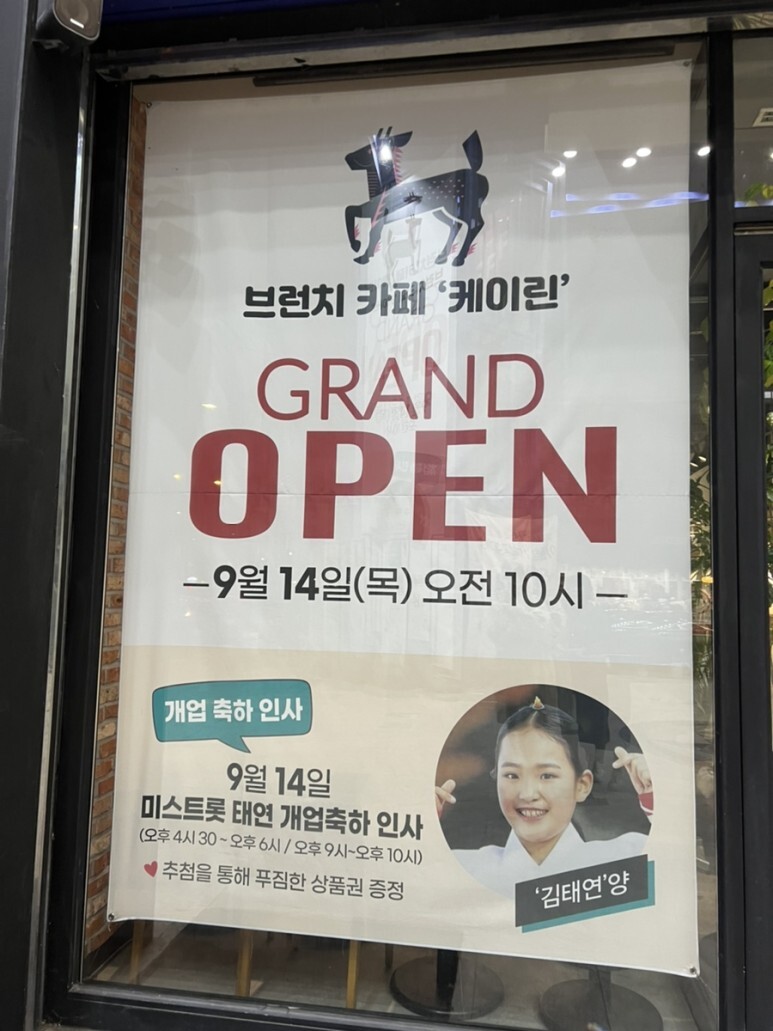 브런치 카페 '케이린'
GRAND
OPEN
–9월 14일(목) 오전 10시 –
개업 축하 인사
9월 14일
미스트롯 태연 개업축하 인사
(오후 4시 30 ~ 오후 6시 / 오후 9시~오후 10시)
♥추첨을 통해 푸짐한 상품권 증정
'김태연'양